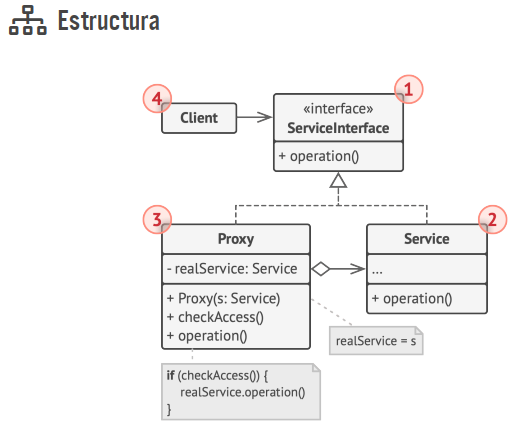 Estructura
1
«interface»
ServiceInterface
+ operation()
4
Client
3
Proxy
- realService: Service
+ Proxy(s: Service)
+ checkAccess()
+ operation()
2
Service
...
+ operation()
realService = s
if (checkAccess()) {
realService.operation()
}